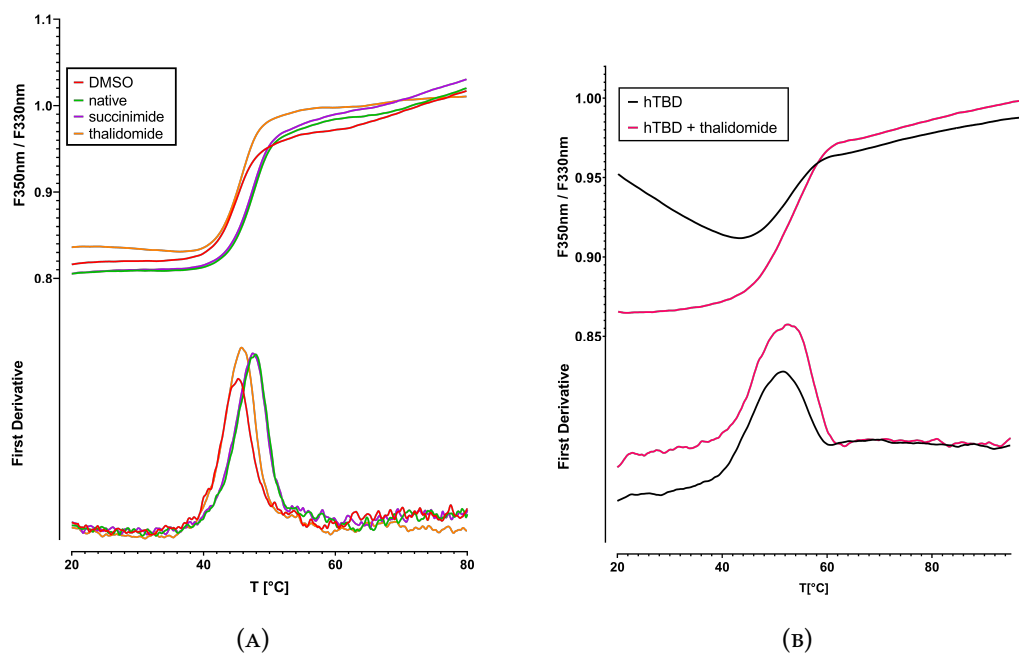 1.1
1.0
0.9
0.8
F350nm / F330nm
DMSO
native
succinimide
thalidomide
First Derivative
20
40
60
80
T [°C]
(A)
1.00
0.95
0.90
0.85
F350nm / F330nm
hTBD
hTBD + thalidomide
First Derivative
20
40
60
80
T[°C]
(B)